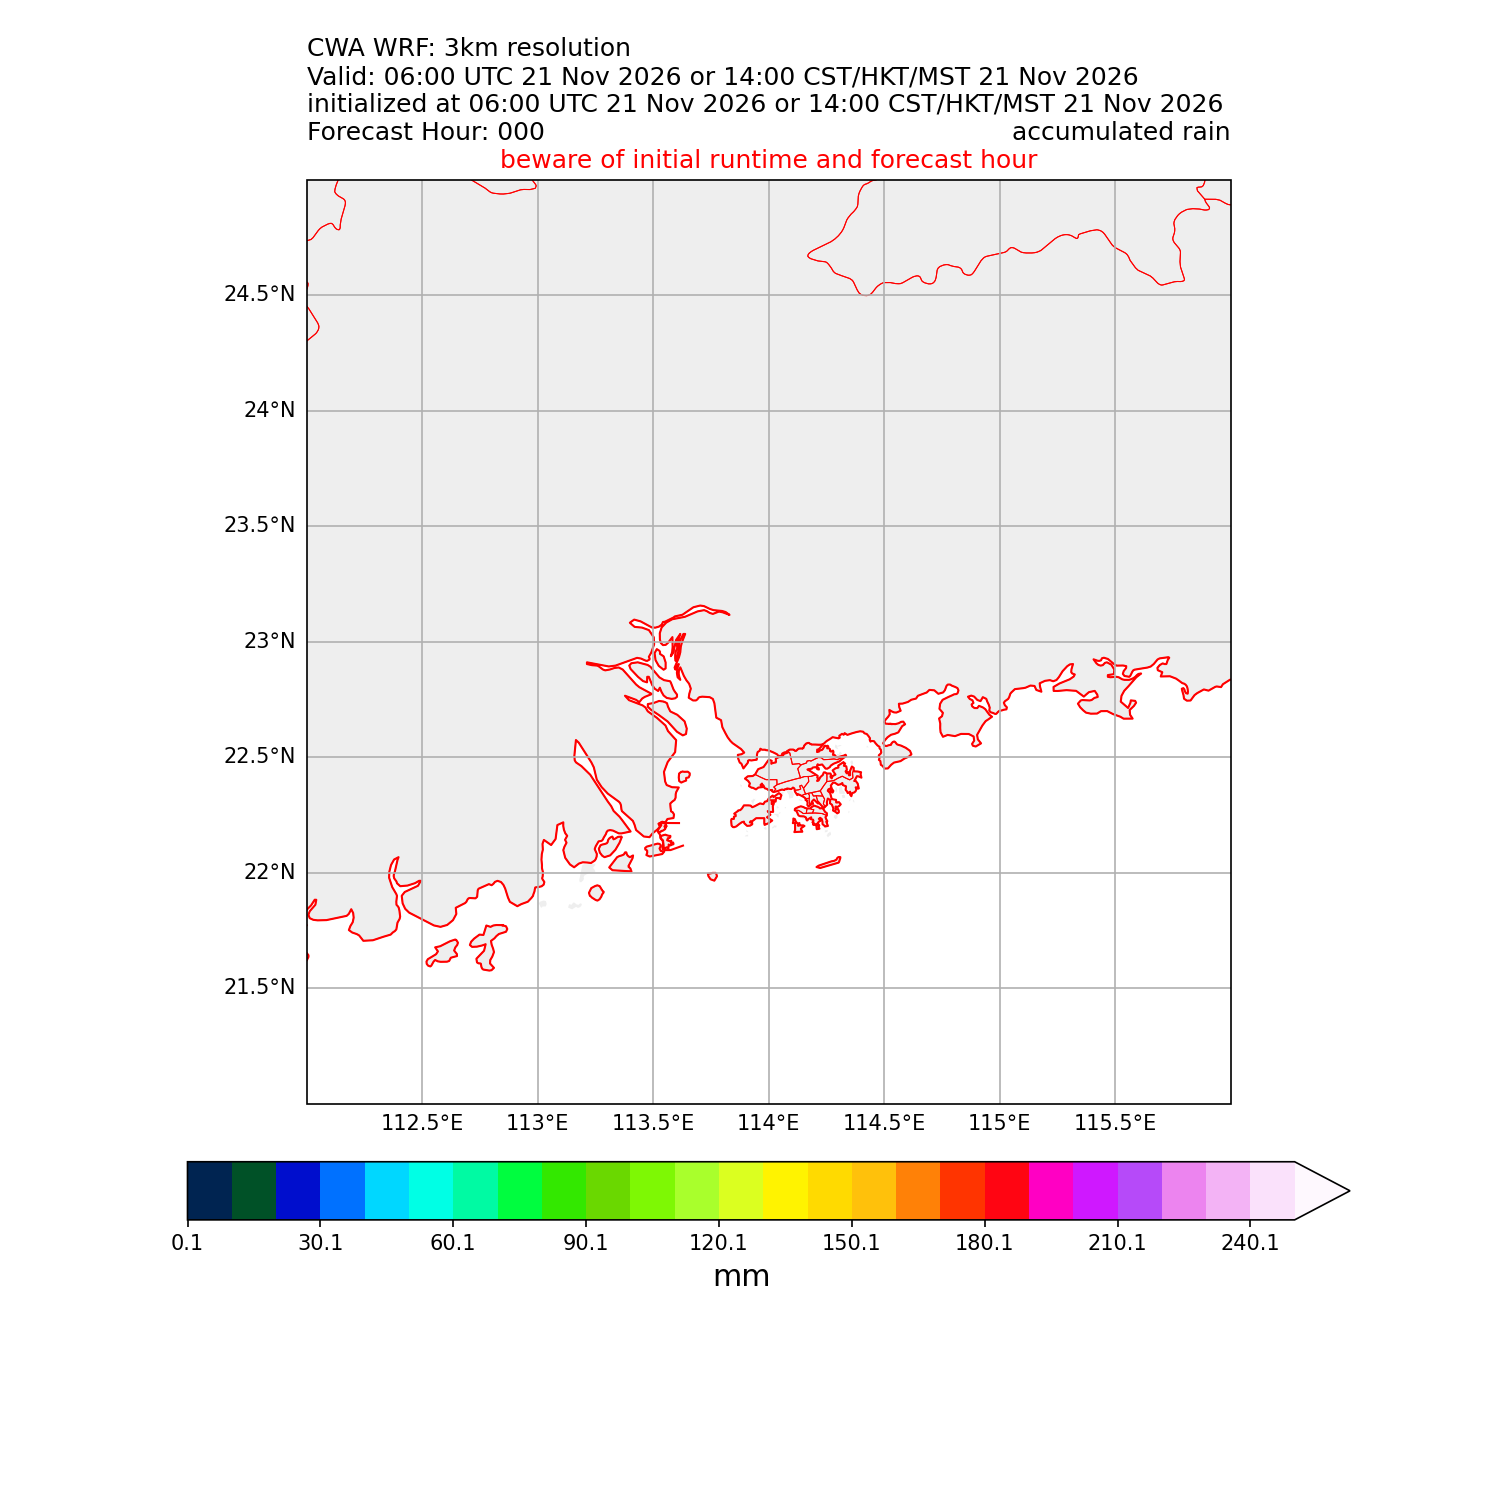 CWA WRF: 3km resolution
Valid: 06:00 UTC 21 Nov 2026 or 14:00 CST/HKT/MST 21 Nov 2026
initialized at 06:00 UTC 21 Nov 2026 or 14:00 CST/HKT/MST 21 Nov 2026
Forecast Hour: 000 accumulated rain
beware of initial runtime and forecast hour
24.5°N
24°N
23.5°N
23°N
22.5°N
22°N
21.5°N
112.5°E 113°E 113.5°E 114°E 114.5°E 115°E 115.5°E
0.1 30.1 60.1 90.1 120.1 150.1 180.1 210.1 240.1
mm